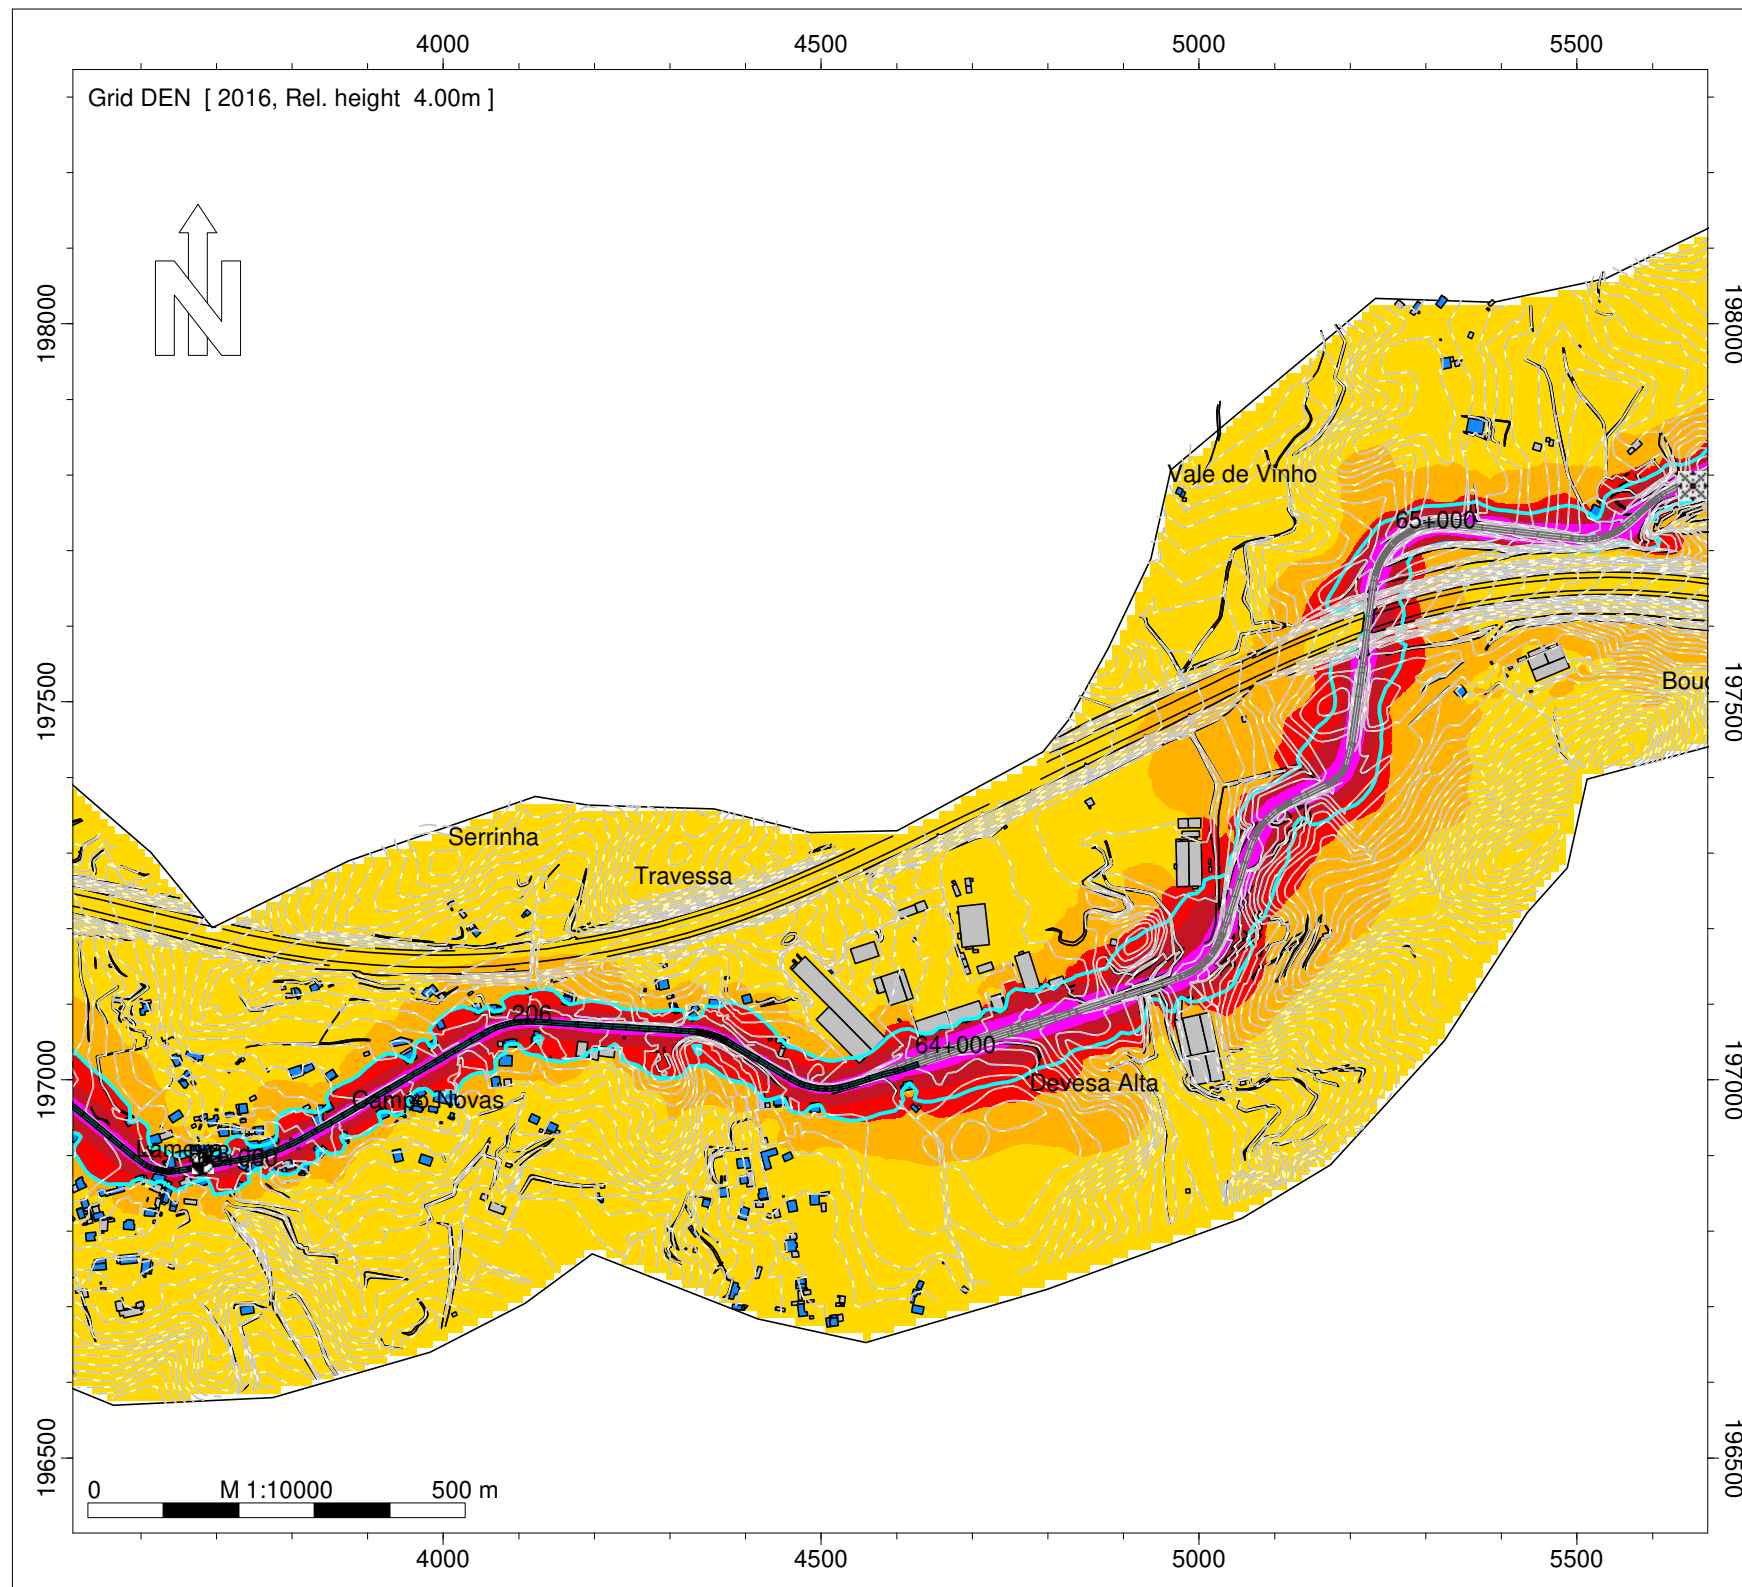 4000 4500 5000 5500
Grid DEN [ 2016, Rel. height 4.00m ]
N
198000 198000
Vale de Vinho
65+000
197500 197500
Bouc
Serrinha
Travessa
206
64+000
197000 197000
Devesa Alta
Campo Novas
196500 196500
0 M 1:10000 500 m
4000 4500 5000 5500